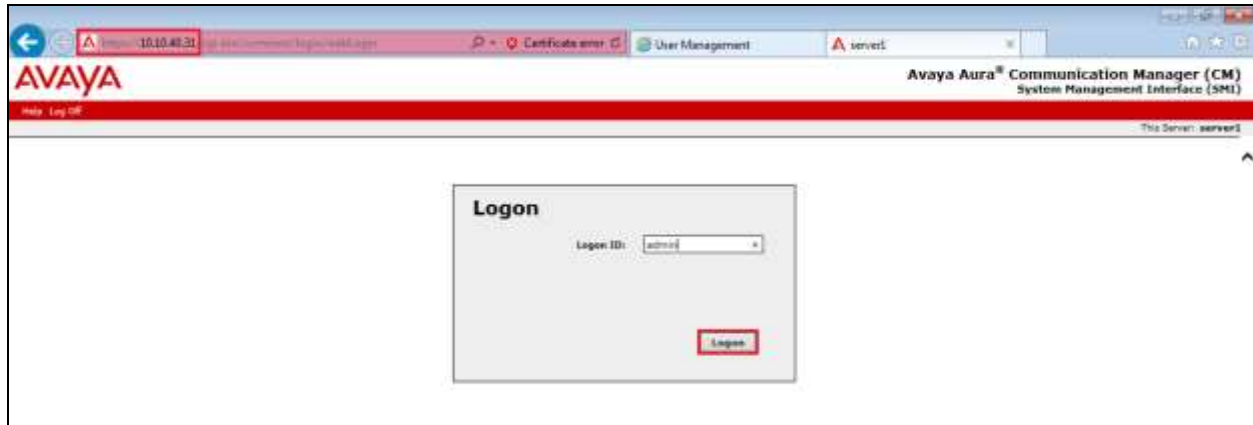 10.10.40.31
Certificate error
User Management
server1
AVAYA
Avaya Aura® Communication Manager (CM)
System Management Interface (SMI)
Help Log Off
This Server: server1
Logon
Logon ID: admin
Logon